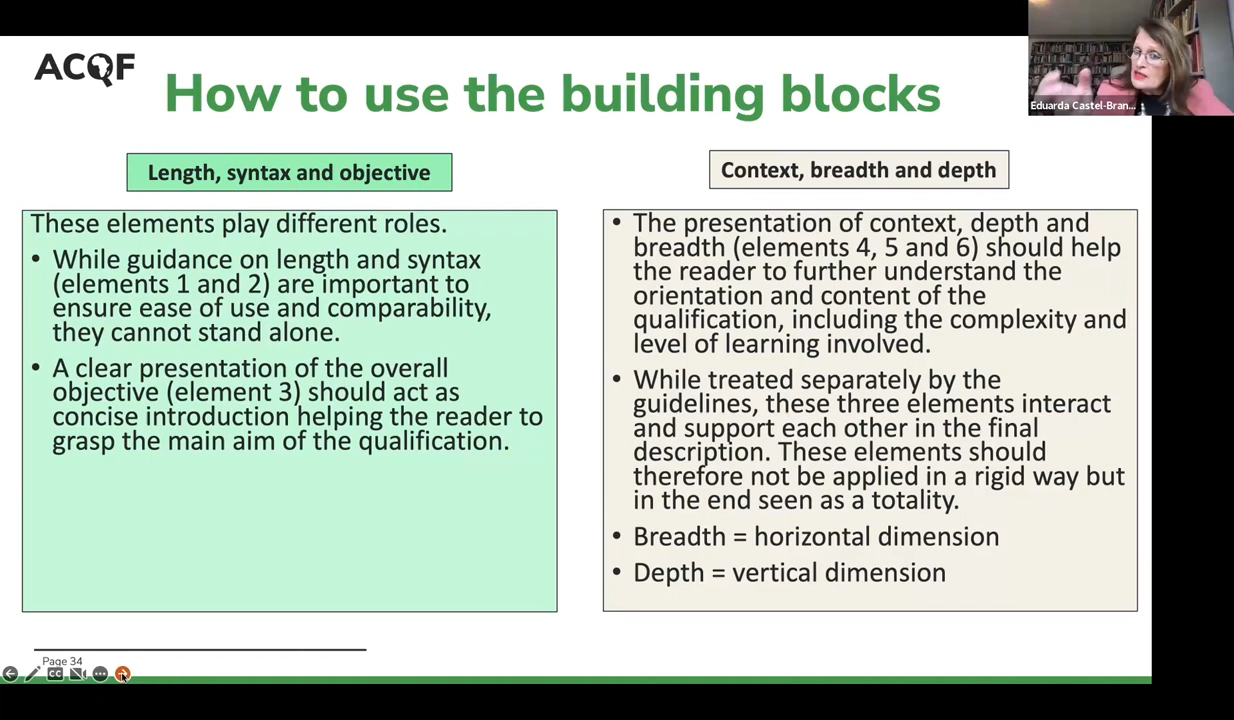 ACQF
How to use the building blocks
Eduarda Castel-Bran...
Length, syntax and objective
These elements play different roles.
• While guidance on length and syntax
(elements 1 and 2) are important to
ensure ease of use and comparability,
they cannot stand alone.
• A clear presentation of the overall
objective (element 3) should act as
concise introduction helping the reader to
grasp the main aim of the qualification.
Context, breadth and depth
• The presentation of context, depth and
breadth (elements 4, 5 and 6) should help
the reader to further understand the
orientation and content of the
qualification, including the complexity and
level of learning involved.
• While treated separately by the
guidelines, these three elements interact
and support each other in the final
description. These elements should
therefore not be applied in a rigid way but
in the end seen as a totality.
• Breadth = horizontal dimension
• Depth = vertical dimension
Page 34
CC